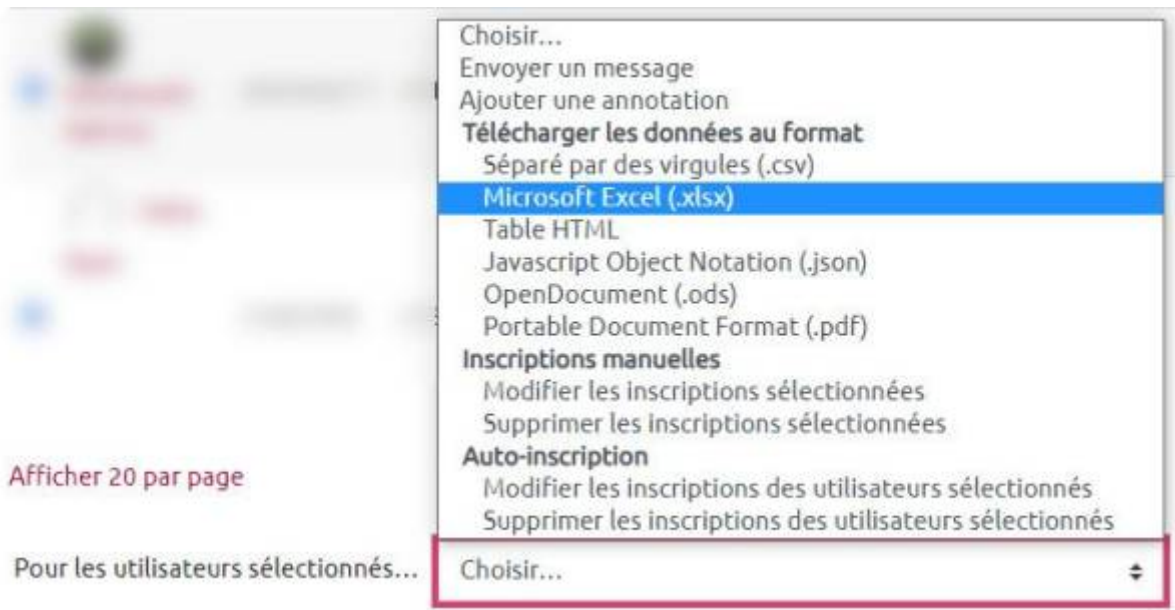 Choisir...
Envoyer un message
Ajouter une annotation
Télécharger les données au format
Séparé par des virgules (.csv)
Microsoft Excel (.xlsx)
Table HTML
Javascript Object Notation (.json)
OpenDocument (.ods)
Portable Document Format (.pdf)
Inscriptions manuelles
Modifier les inscriptions sélectionnées
Supprimer les inscriptions sélectionnées
Auto-inscription
Modifier les inscriptions des utilisateurs sélectionnés
Supprimer les inscriptions des utilisateurs sélectionnés
Afficher 20 par page
Pour les utilisateurs sélectionnés... Choisir...